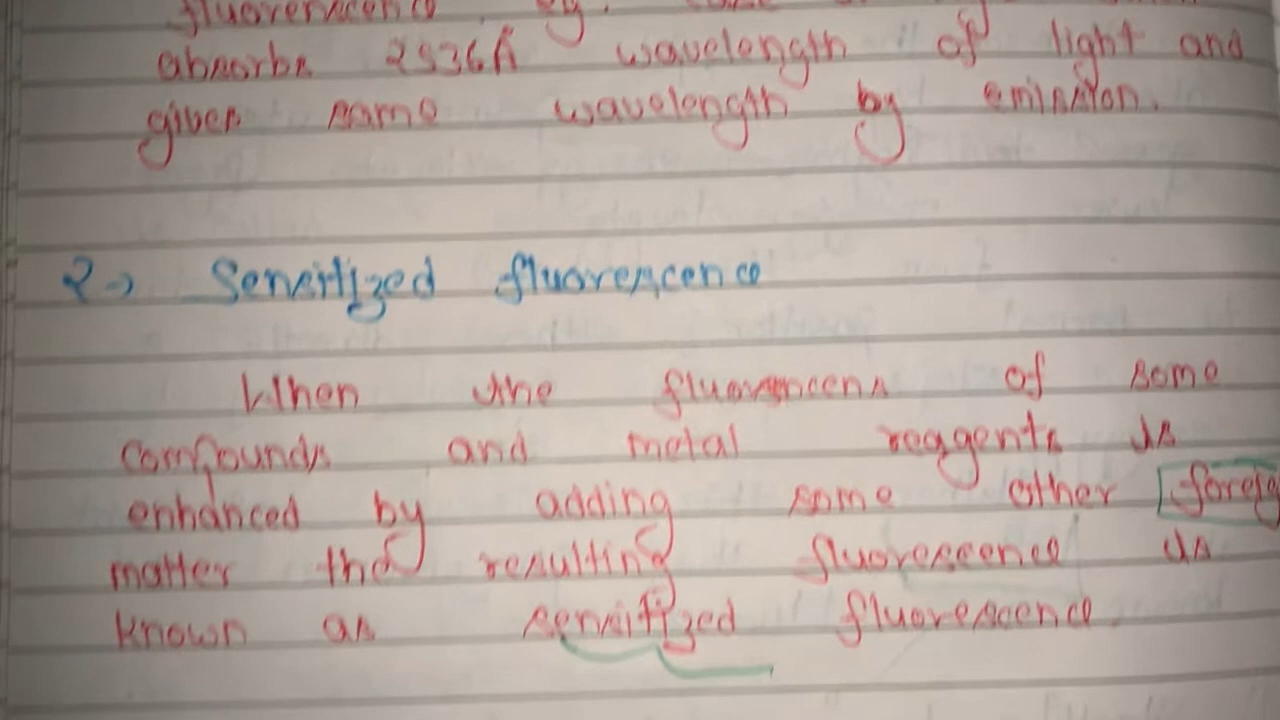 fluorescence eg.
absorbs 2536Å wavelength of light and
gives same wavelength by emission.
2→ Sensitized fluorescence
When the of some
compounds and metal reagents is
enhanced by adding some other
matter the resulting fluorescence is
known as sensitized fluorescence